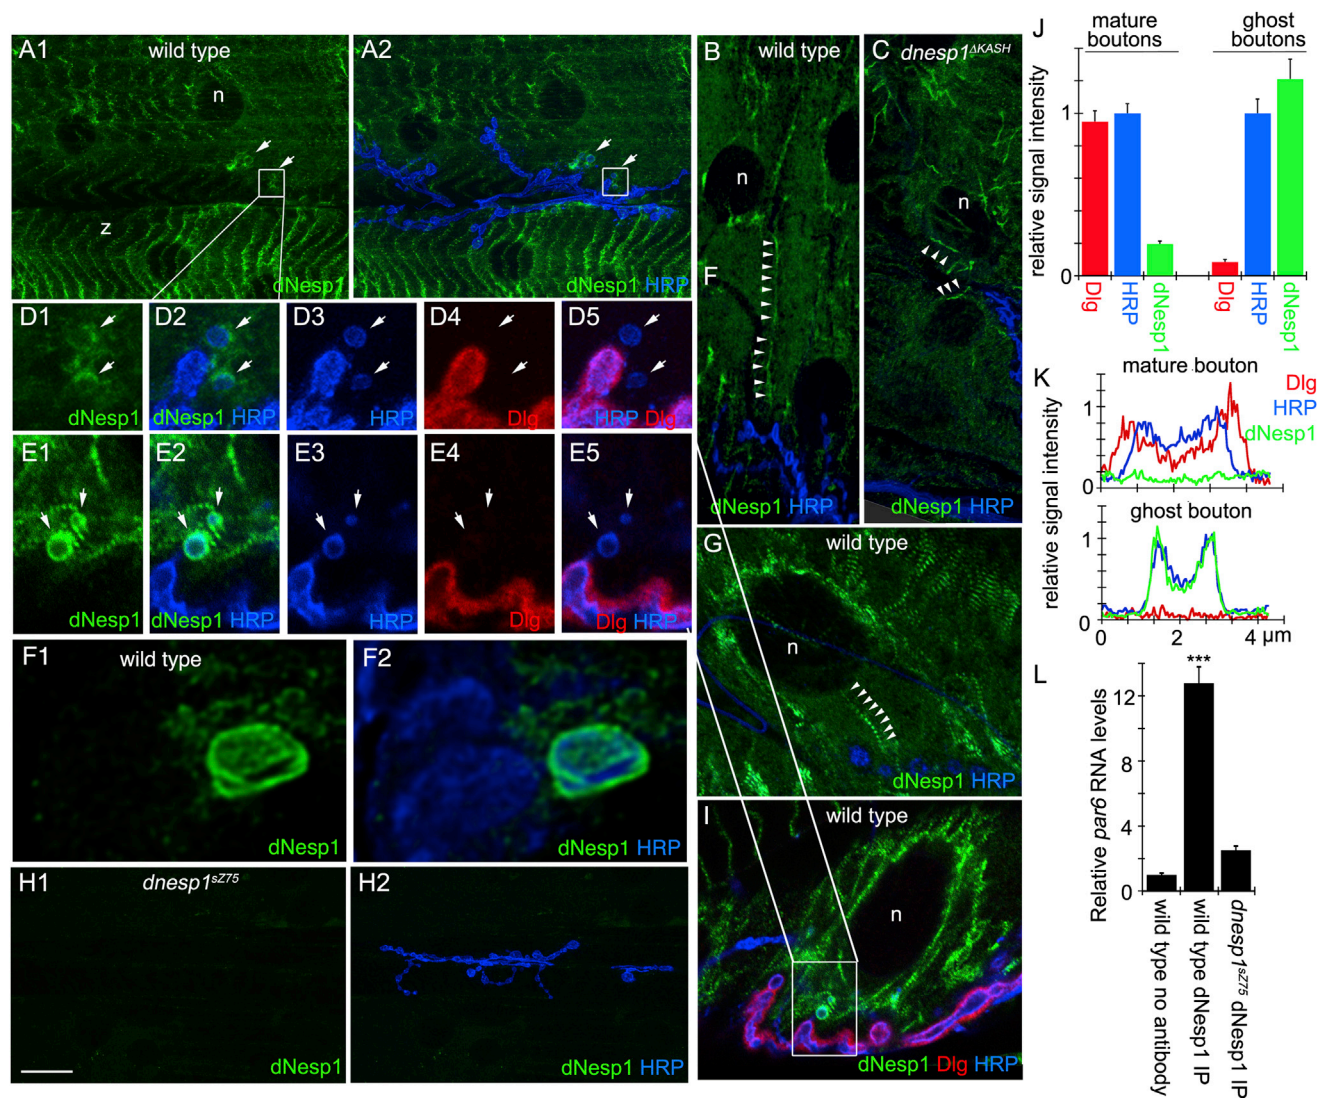 A1
wild type
n
z
dNesp1
A2
dNesp1 HRP
B
wild type
n
F
dNesp1 HRP
C
dnesp1ΔKASH
n
D1
dNesp1
D2
dNesp1 HRP
D3
HRP
D4
Dlg
D5
HRP Dlg
E1
dNesp1
E2
dNesp1 HRP
E3
HRP
E4
Dlg
E5
Dlg HRP
F1
wild type
dNesp1
F2
dNesp1 HRP
G
wild type
n
dNesp1 HRP
H1
dnesp1sZ75
dNesp1
H2
dNesp1 HRP
I
wild type
n
dNesp1 Dlg HRP
J
mature
boutons
ghost
boutons
relative signal intensity
1
0
Dlg
HRP
dNesp1
Dlg
HRP
dNesp1
K
mature bouton
Dlg
HRP
dNesp1
relative signal intensity
1
0
ghost bouton
1
0
0
2
4 μm
L
***
Relative par6 RNA levels
12
8
4
0
wild type no antibody
wild type dNesp1 IP
dnesp1sZ75 dNesp1 IP